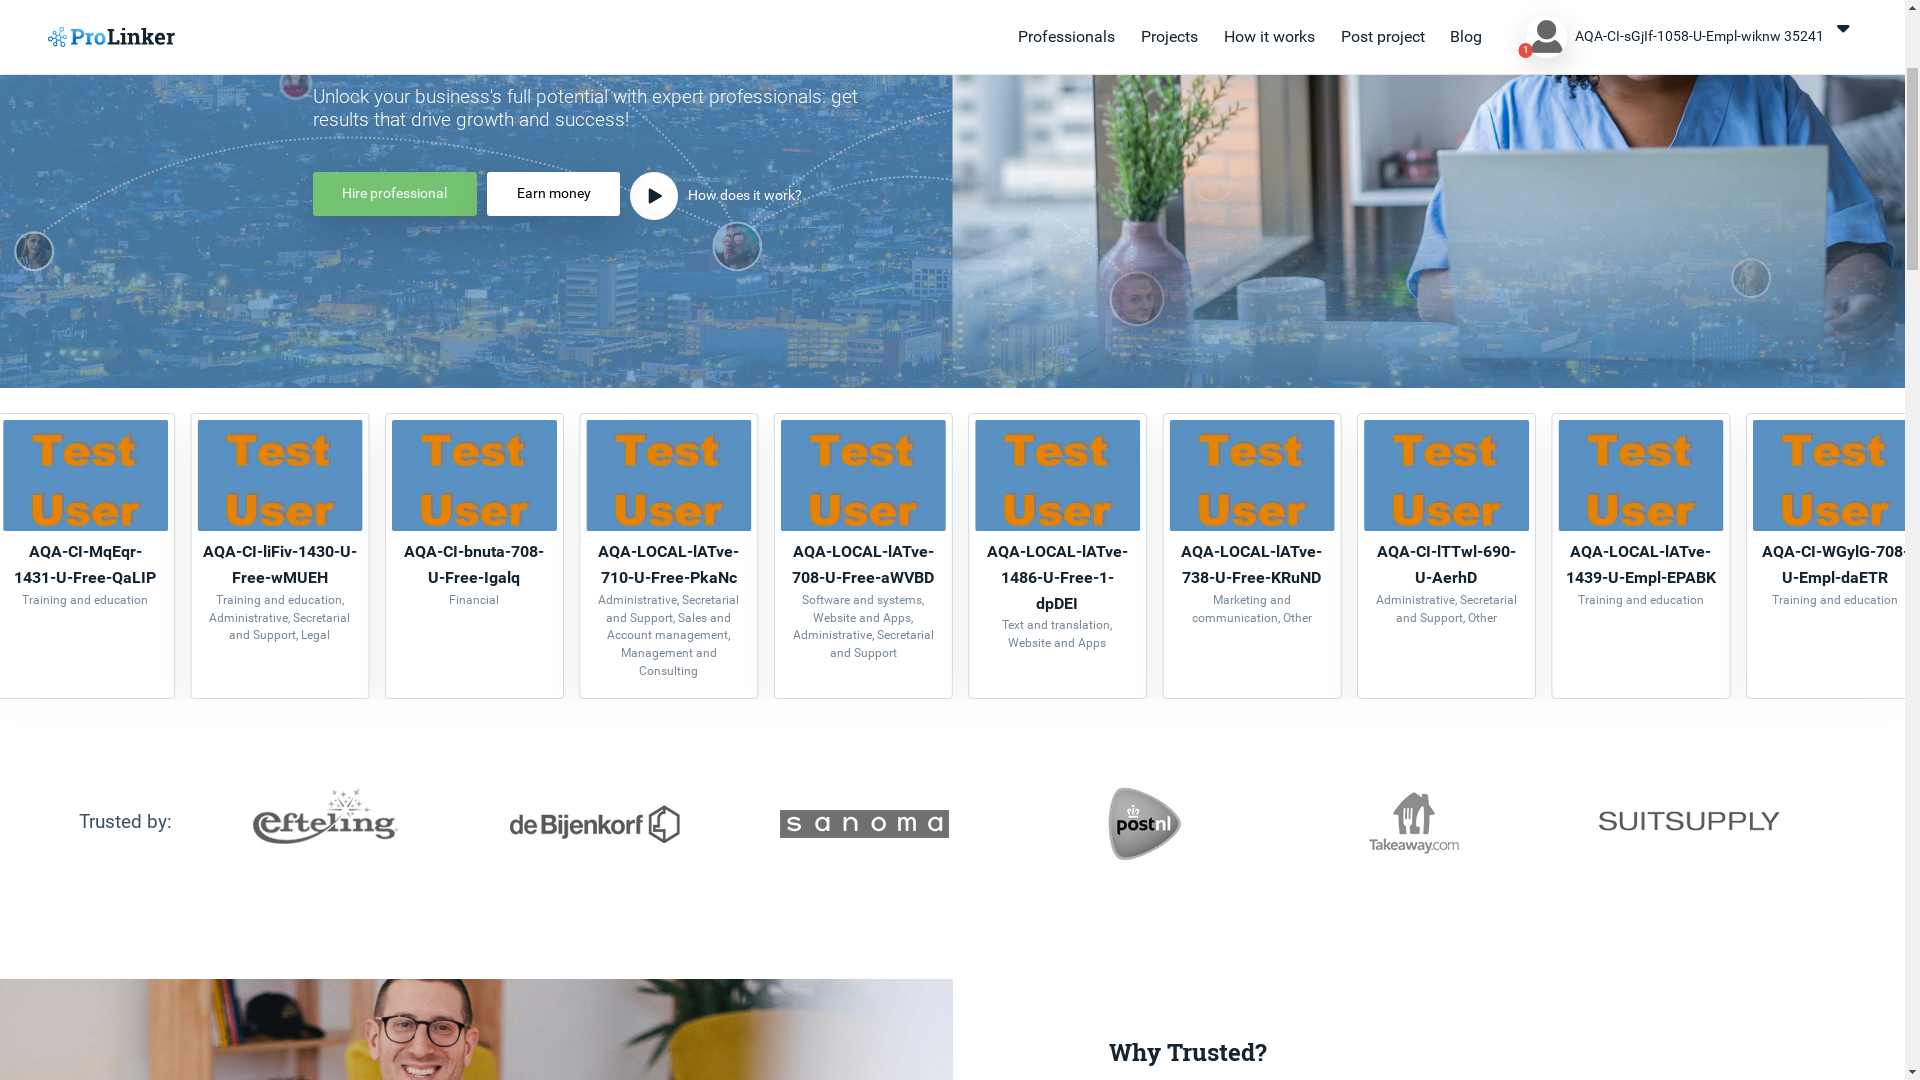 ProLinker
Professionals
Projects
How it works
Post project
Blog
1
AQA-CI-sGjIf-1058-U-Empl-wiknw 35241
Unlock your business's full potential with expert professionals: get
results that drive growth and success!
Hire professional
Earn money
How does it work?
Test
User
AQA-CI-MqEqr-
1431-U-Free-QaLIP
Training and education
Test
User
AQA-CI-liFiv-1430-U-
Free-wMUEH
Training and education,
Administrative, Secretarial
and Support, Legal
Test
User
AQA-CI-bnuta-708-
U-Free-Igalq
Financial
Test
User
AQA-LOCAL-lATve-
710-U-Free-PkaNc
Administrative, Secretarial
and Support, Sales and
Account management,
Management and
Consulting
Test
User
AQA-LOCAL-lATve-
708-U-Free-aWVBD
Software and systems,
Website and Apps,
Administrative, Secretarial
and Support
Test
User
AQA-LOCAL-lATve-
1486-U-Free-1-
dpDEI
Text and translation,
Website and Apps
Test
User
AQA-LOCAL-lATve-
738-U-Free-KRuND
Marketing and
communication, Other
Test
User
AQA-CI-lTTwl-690-
U-AerhD
Administrative, Secretarial
and Support, Other
Test
User
AQA-LOCAL-lATve-
1439-U-Empl-EPABK
Training and education
Test
User
AQA-CI-WGylG-708-
U-Empl-daETR
Training and education
Trusted by:
efteling
de Bijenkorf
sanoma
postnl
Takeaway.com
SUITSUPPLY
Why Trusted?